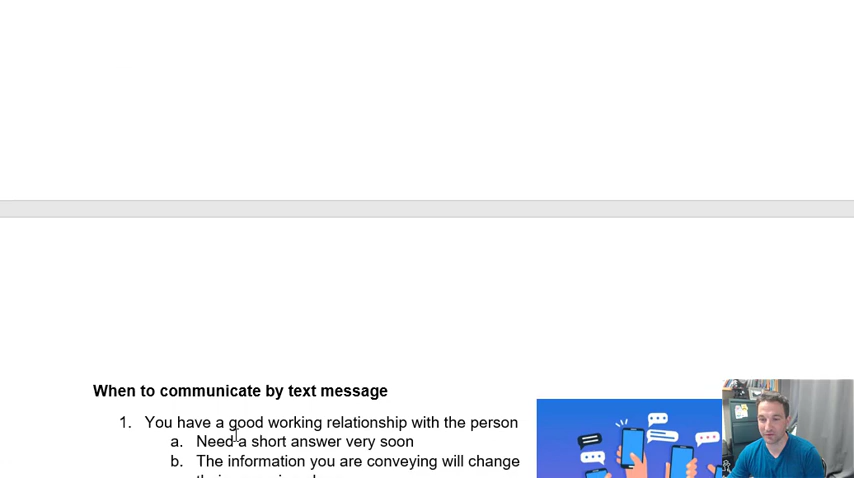 When to communicate by text message
1. You have a good working relationship with the person
a. Need a short answer very soon
b. The information you are conveying will change